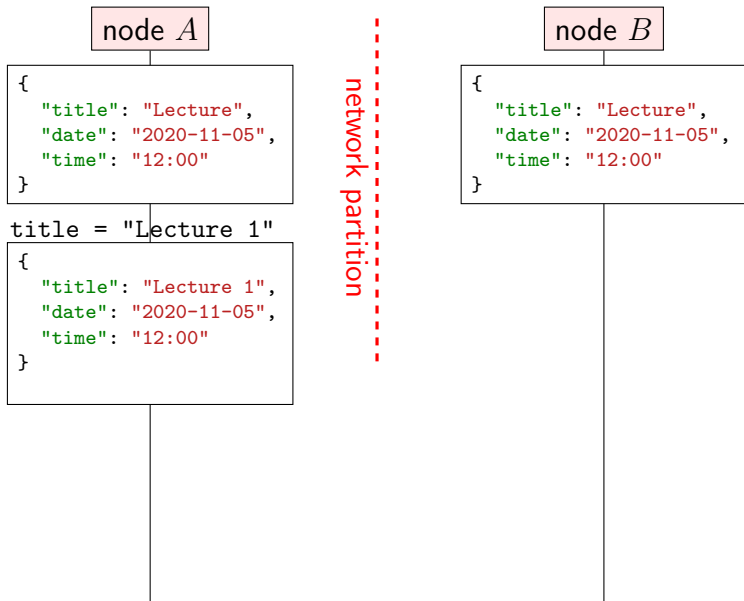 node A
{
  "title": "Lecture",
  "date": "2020-11-05",
  "time": "12:00"
}
title = "Lecture 1"
{
  "title": "Lecture 1",
  "date": "2020-11-05",
  "time": "12:00"
}
network partition
node B
{
  "title": "Lecture",
  "date": "2020-11-05",
  "time": "12:00"
}